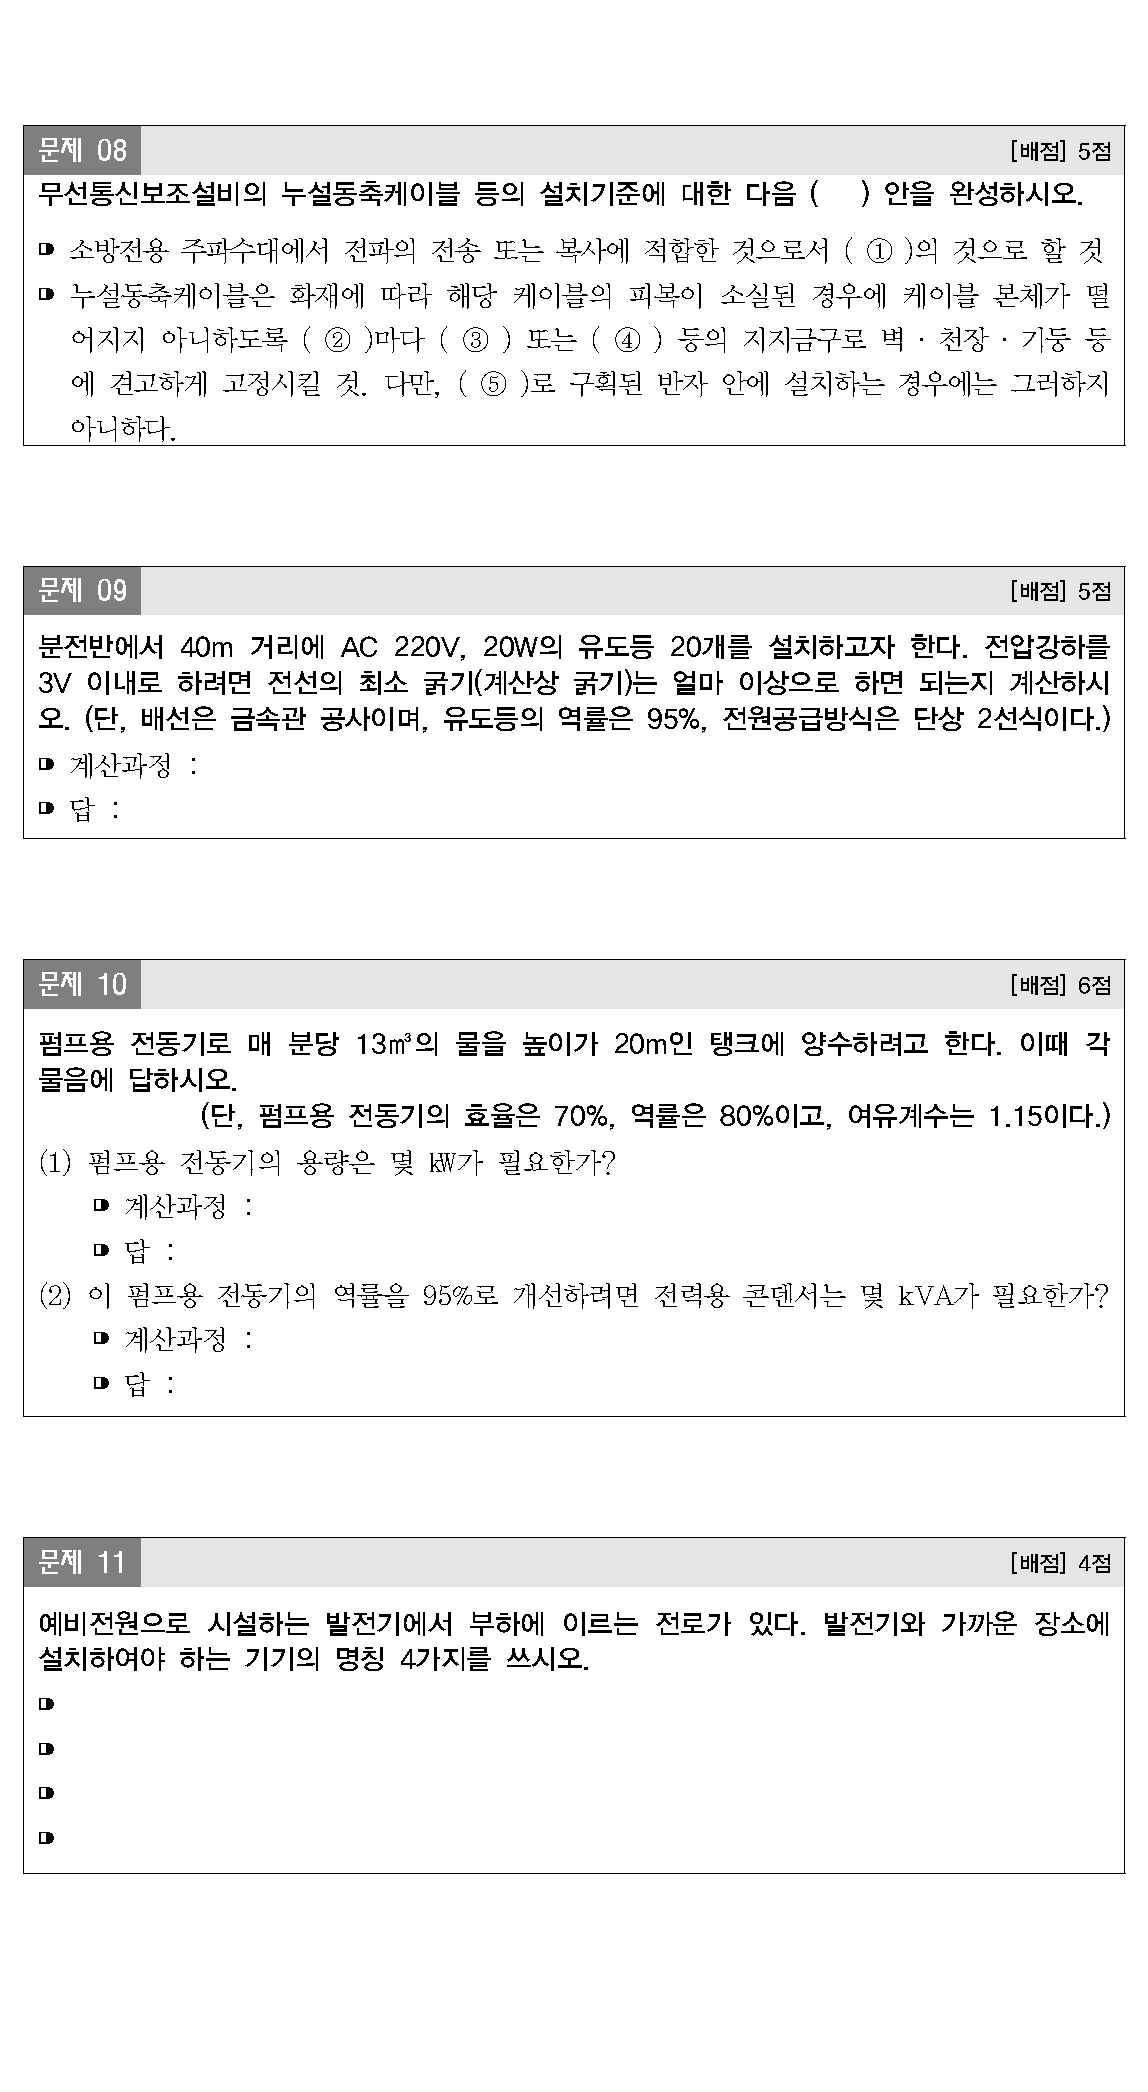 문제 08 [배점] 5점
무선통신보조설비의 누설동축케이블 등의 설치기준에 대한 다음 (   ) 안을 완성하시오.
◘ 소방전용 주파수대에서 전파의 전송 또는 복사에 적합한 것으로서 ( ① )의 것으로 할 것
◘ 누설동축케이블은 화재에 따라 해당 케이블의 피복이 소실된 경우에 케이블 본체가 떨
어지지 아니하도록 ( ② )마다 ( ③ ) 또는 ( ④ ) 등의 지지금구로 벽 · 천장 · 기둥 등
에 견고하게 고정시킬 것. 다만, ( ⑤ )로 구획된 반자 안에 설치하는 경우에는 그러하지
아니하다.
문제 09 [배점] 5점
분전반에서 40m 거리에 AC 220V, 20W의 유도등 20개를 설치하고자 한다. 전압강하를
3V 이내로 하려면 전선의 최소 굵기(계산상 굵기)는 얼마 이상으로 하면 되는지 계산하시
오. (단, 배선은 금속관 공사이며, 유도등의 역률은 95%, 전원공급방식은 단상 2선식이다.)
◘ 계산과정 :
◘ 답 :
문제 10 [배점] 6점
펌프용 전동기로 매 분당 13㎥의 물을 높이가 20m인 탱크에 양수하려고 한다. 이때 각
물음에 답하시오.
(단, 펌프용 전동기의 효율은 70%, 역률은 80%이고, 여유계수는 1.15이다.)
(1) 펌프용 전동기의 용량은 몇 ㎾가 필요한가?
◘ 계산과정 :
◘ 답 :
(2) 이 펌프용 전동기의 역률을 95%로 개선하려면 전력용 콘덴서는 몇 kVA가 필요한가?
◘ 계산과정 :
◘ 답 :
문제 11 [배점] 4점
예비전원으로 시설하는 발전기에서 부하에 이르는 전로가 있다. 발전기와 가까운 장소에
설치하여야 하는 기기의 명칭 4가지를 쓰시오.
◘
◘
◘
◘